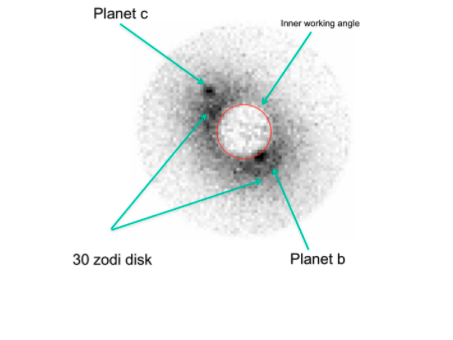 Planet c
Inner working angle
30 zodi disk
Planet b